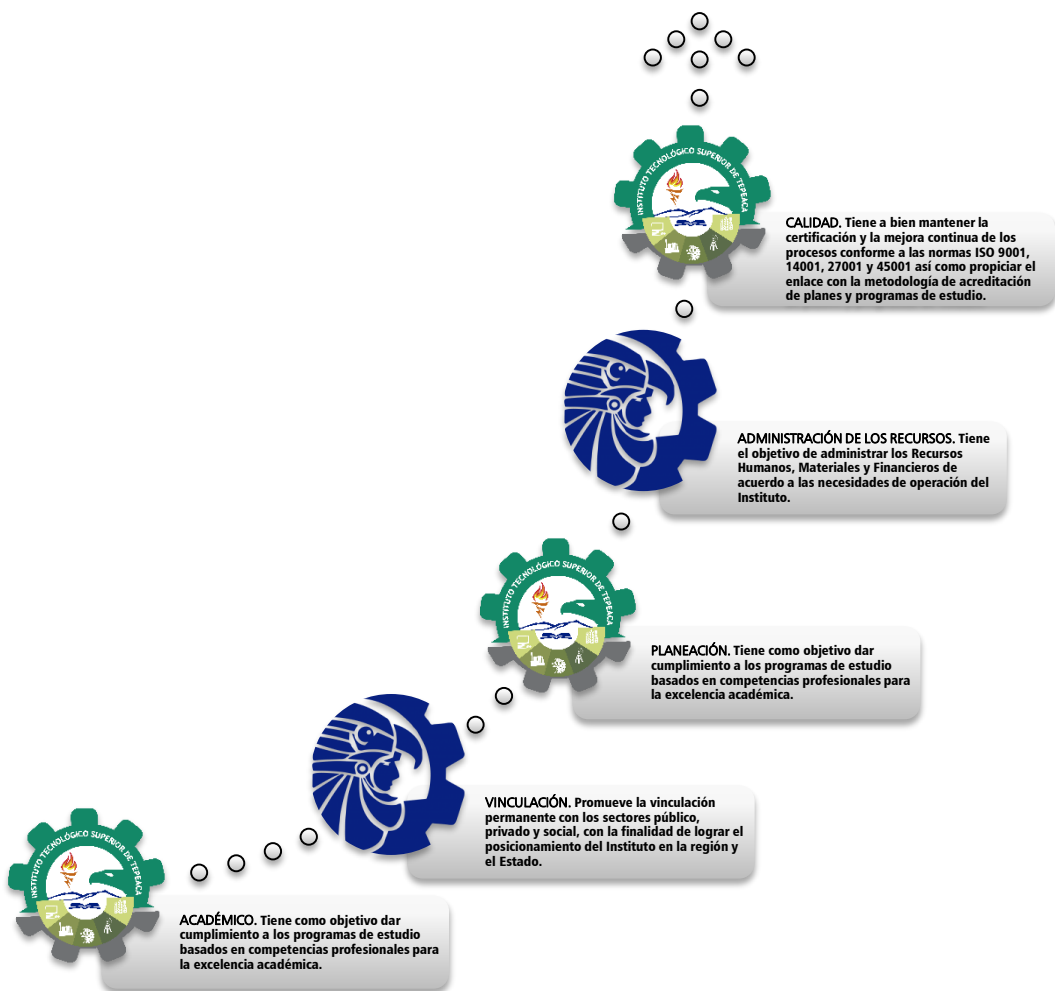 INSTITUTO TECNOLÓGICO SUPERIOR DE TEPEACA
CALIDAD. Tiene a bien mantener la
certificación y la mejora continua de los
procesos conforme a las normas ISO 9001,
14001, 27001 y 45001 así como propiciar el
enlace con la metodología de acreditación
de planes y programas de estudio.
ADMINISTRACIÓN DE LOS RECURSOS. Tiene
el objetivo de administrar los Recursos
Humanos, Materiales y Financieros de
acuerdo a las necesidades de operación del
Instituto.
INSTITUTO TECNOLÓGICO SUPERIOR DE TEPEACA
PLANEACIÓN. Tiene como objetivo dar
cumplimiento a los programas de estudio
basados en competencias profesionales para
la excelencia académica.
VINCULACIÓN. Promueve la vinculación
permanente con los sectores público,
privado y social, con la finalidad de lograr el
posicionamiento del Instituto en la región y
el Estado.
INSTITUTO TECNOLÓGICO SUPERIOR DE TEPEACA
ACADÉMICO. Tiene como objetivo dar
cumplimiento a los programas de estudio
basados en competencias profesionales para
la excelencia académica.